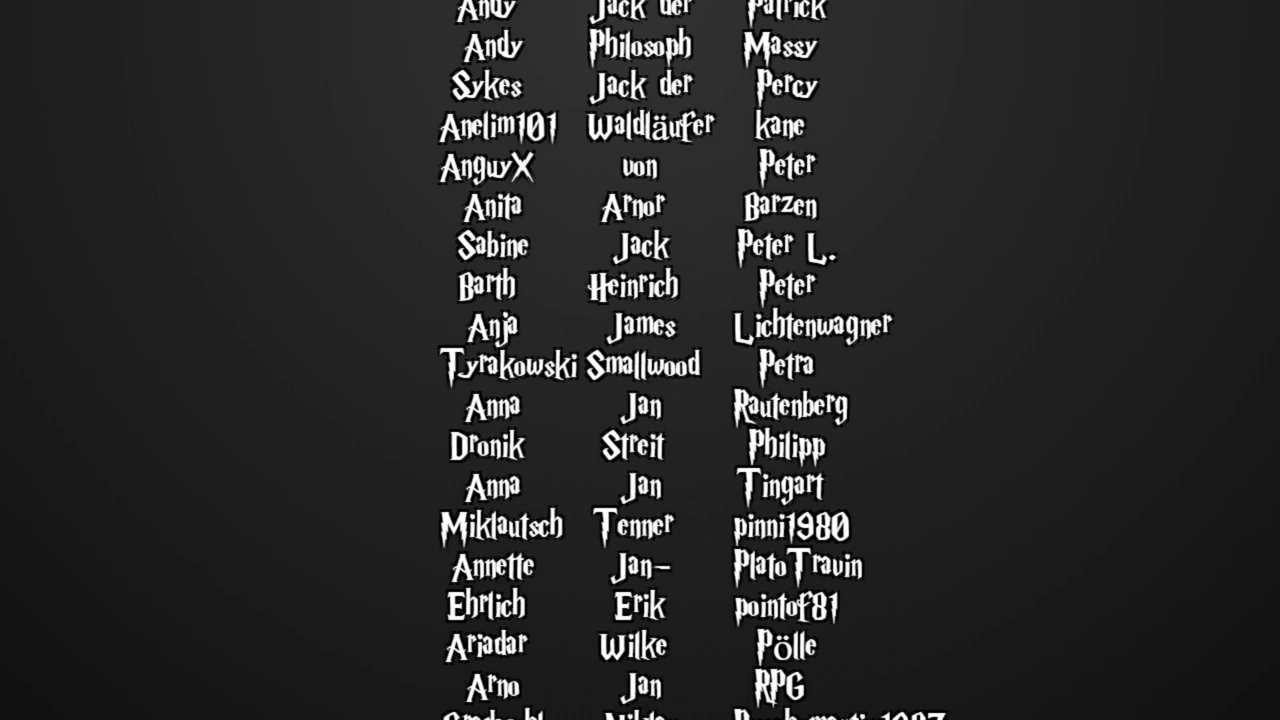 Andy Jack der Patrick
Andy Philosoph Massy
Sykes Jack der Percy
Anelim101 Waldläufer kane
AnguyX von Peter
Anita Arnor Barzen
Sabine Jack Peter L.
Barth Heinrich Peter
Anja James Lichtenwagner
Tyrakowski Smallwood Petra
Anna Jan Rautenberg
Dronik Streit Philipp
Anna Jan Tingart
Miklautsch Tenner pinni1980
Annette Jan- PlatoTravin
Ehrlich Erik pointof81
Ariadar Wilke Pölle
Arno Jan RPG